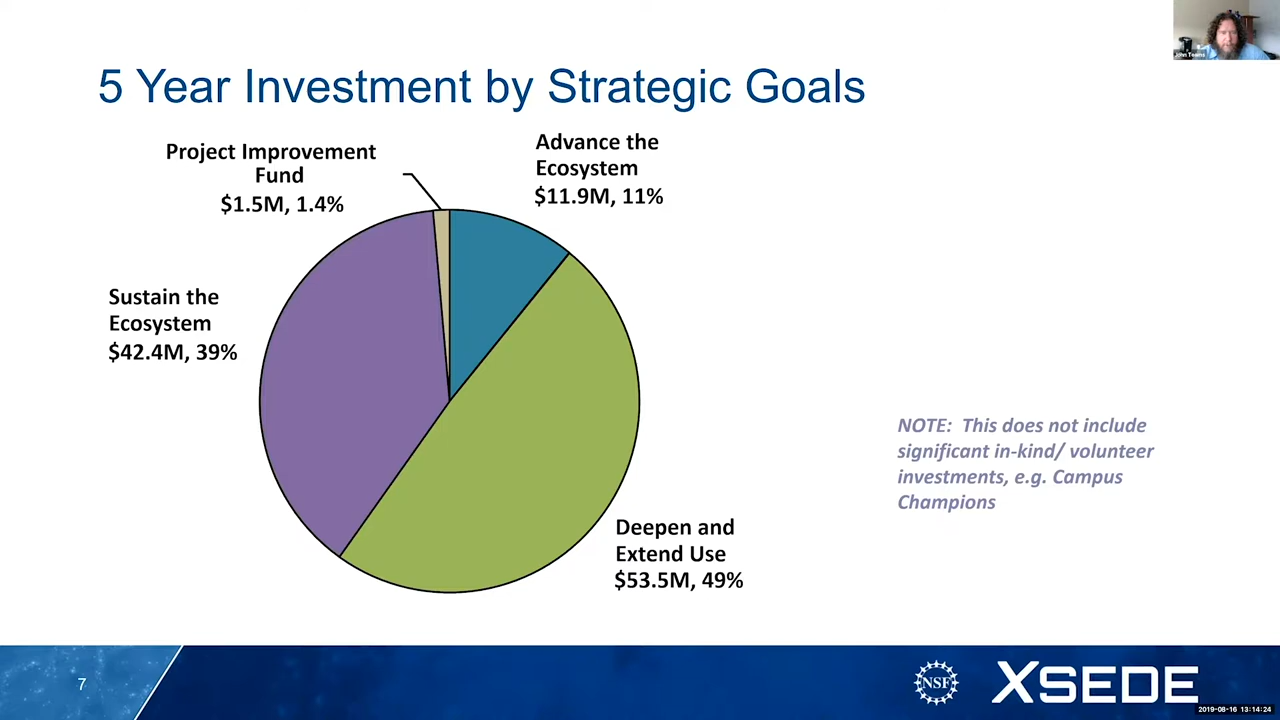 John Towns
5 Year Investment by Strategic Goals
Project Improvement
Fund
$1.5M, 1.4%
Advance the
Ecosystem
$11.9M, 11%
Sustain the
Ecosystem
$42.4M, 39%
NOTE:  This does not include
significant in-kind/ volunteer
investments, e.g. Campus
Champions
Deepen and
Extend Use
$53.5M, 49%
7
NSF
XSEDE
2019-08-16 13:14:24